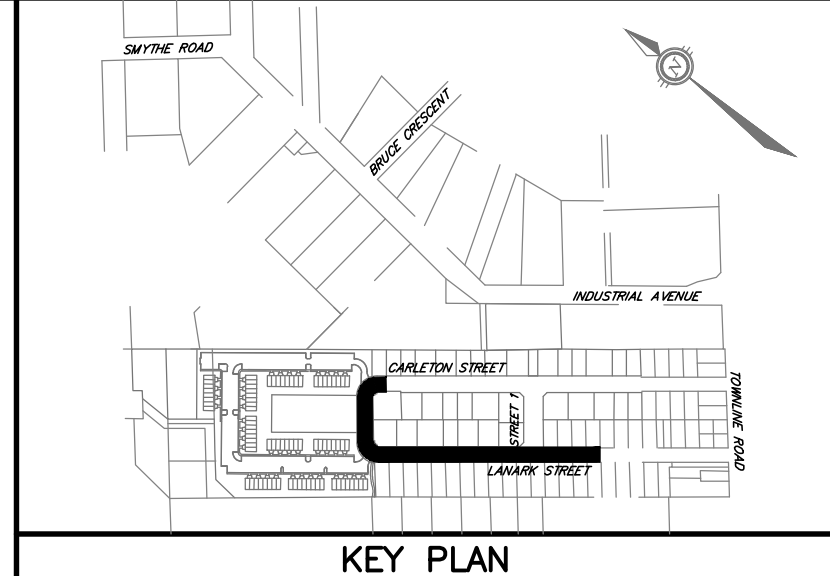 SMYTHE ROAD
N
BRUCE CRESCENT
INDUSTRIAL AVENUE
CARLETON STREET
TOWNLINE ROAD
STREET 1
LANARK STREET
KEY PLAN